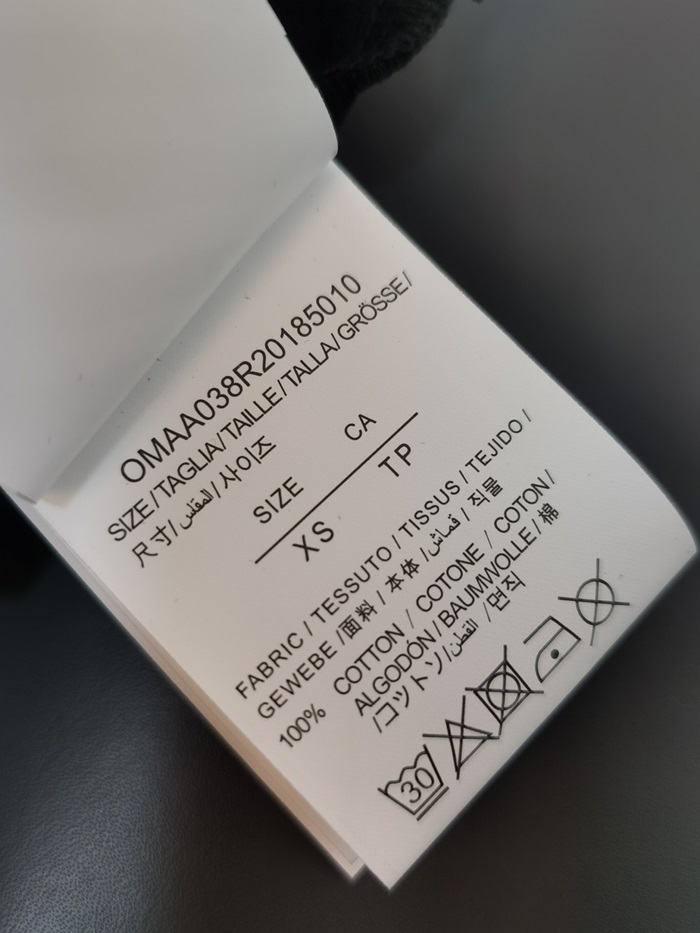 OMAA038R20185010
SIZE/TAGLIA/TAILLE/TALLA/GRÖSSE/
尺寸/المقاس/사이즈
SIZE CA
XS TP
FABRIC / TESSUTO / TISSUS / TEJIDO /
GEWEBE /面料 / 本体 /قماش/ 직물
100% COTTON / COTONE / COTON /
ALGODÓN / BAUMWOLLE / 棉
/コットン/القطن /면직
30